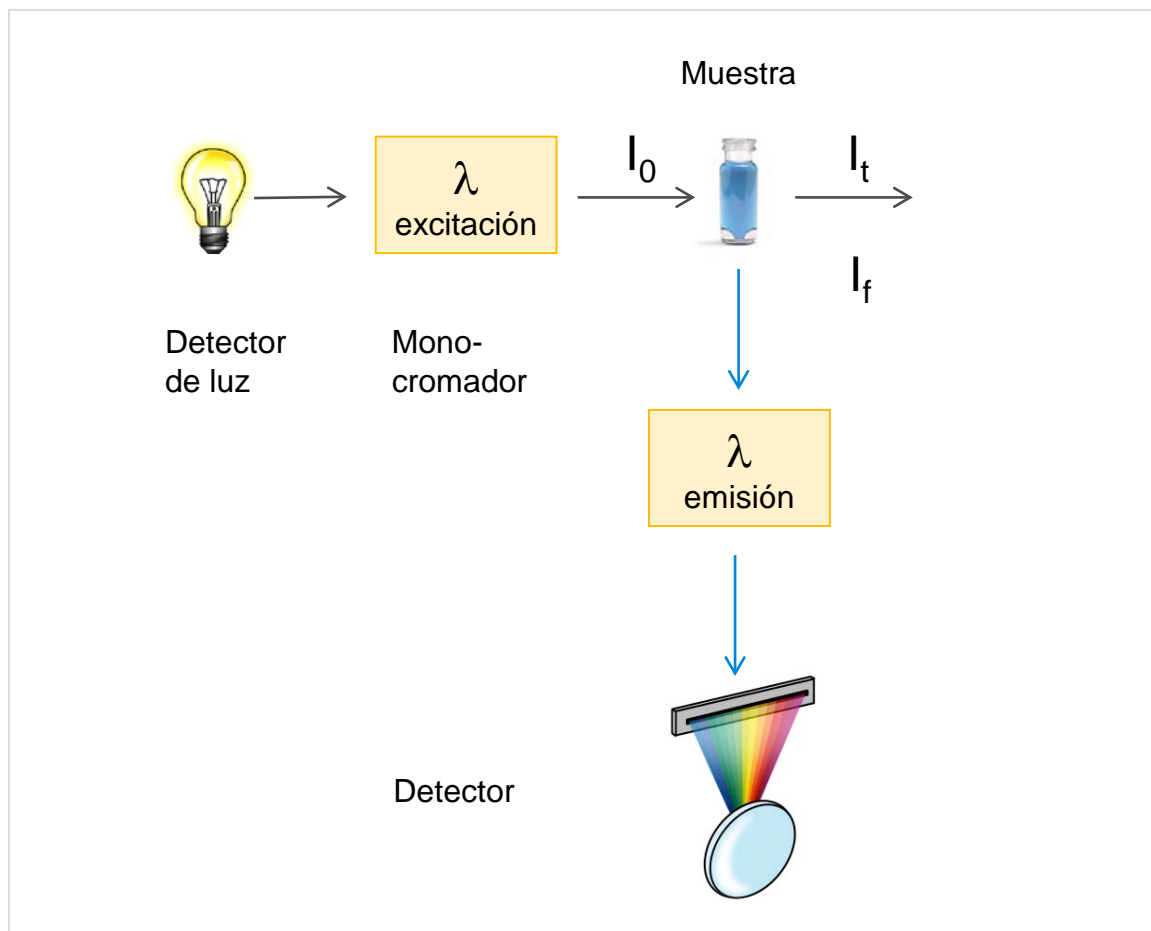 Muestra
I0
It
λ
excitación
If
Detector
de luz
Mono-
cromador
λ
emisión
Detector